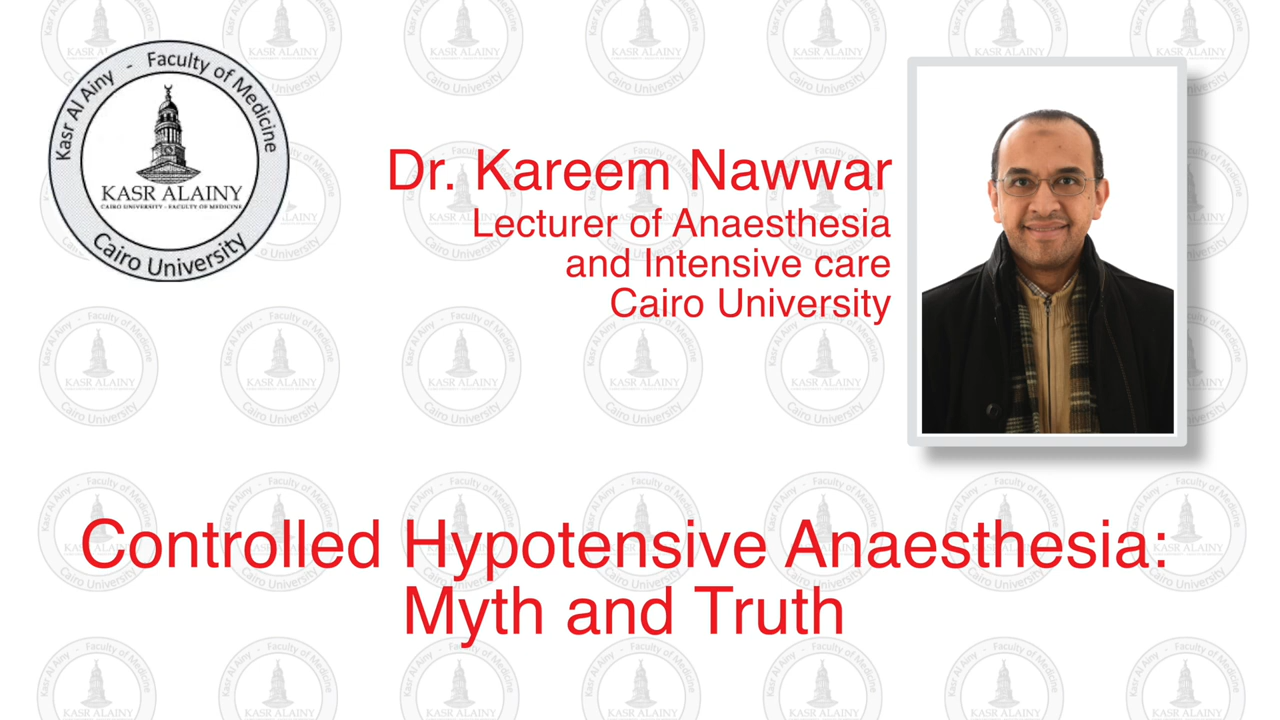 Kasr Al Ainy - Faculty of Medicine
KASR ALAINY
CAIRO UNIVERSITY - FACULTY OF MEDICINE
Cairo University
Dr. Kareem Nawwar
Lecturer of Anaesthesia
and Intensive care
Cairo University
Controlled Hypotensive Anaesthesia:
Myth and Truth